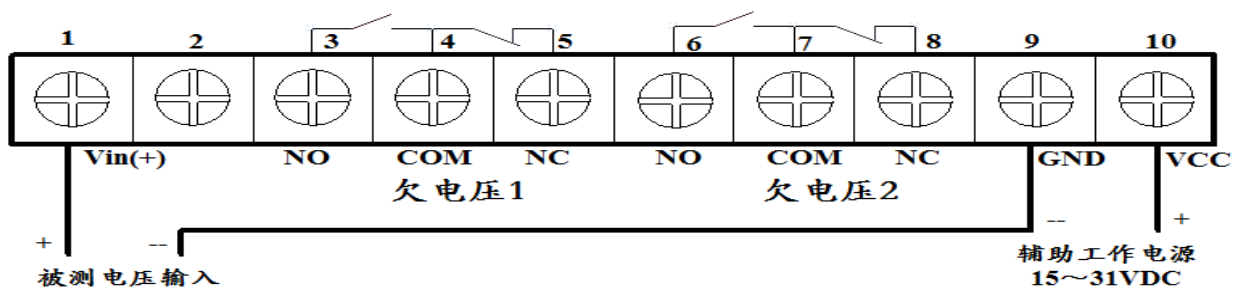 1 2 3 4 5 6 7 8 9 10
Vin(+) NO COM NC NO COM NC GND VCC
欠电压1 欠电压2
+ -- -- +
被测电压输入 辅助工作电源
15～31VDC